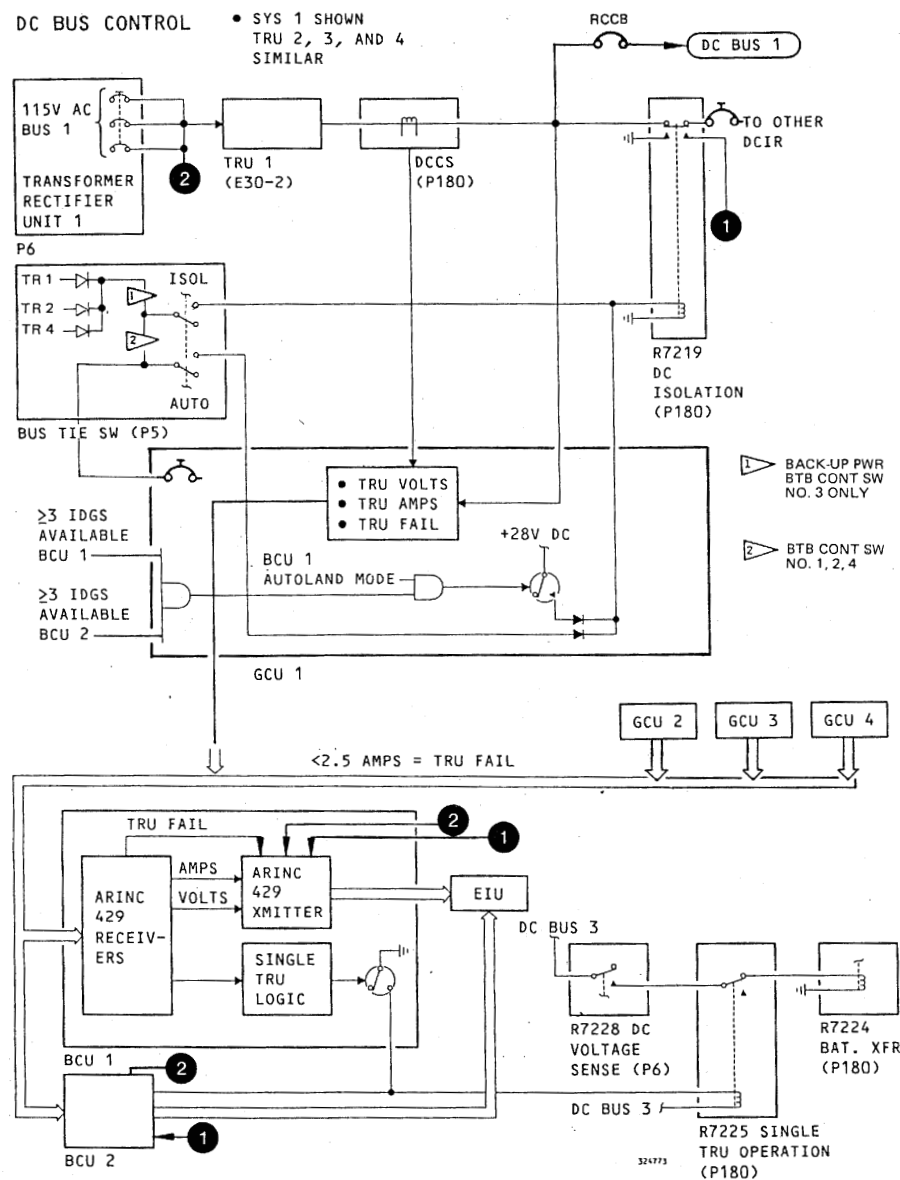 DC BUS CONTROL
• SYS 1 SHOWN
TRU 2, 3, AND 4
SIMILAR
RCCB
DC BUS 1
115V AC
BUS 1
TRANSFORMER
RECTIFIER
UNIT 1
P6
2
TRU 1
(E30-2)
DCCS
(P180)
TO OTHER
DCIR
1
TR 1
TR 2
TR 4
1
2
ISOL
AUTO
BUS TIE SW (P5)
R7219
DC
ISOLATION
(P180)
• TRU VOLTS
• TRU AMPS
• TRU FAIL
1
BACK-UP PWR
BTB CONT SW
NO. 3 ONLY
2
BTB CONT SW
NO. 1, 2, 4
≥3 IDGS
AVAILABLE
BCU 1
≥3 IDGS
AVAILABLE
BCU 2
BCU 1
AUTOLAND MODE
+28V DC
GCU 1
GCU 2
GCU 3
GCU 4
<2.5 AMPS = TRU FAIL
TRU FAIL
2
1
ARINC
429
RECEIV-
ERS
AMPS
VOLTS
ARINC
429
XMITTER
EIU
SINGLE
TRU
LOGIC
BCU 1
DC BUS 3
R7228 DC
VOLTAGE
SENSE (P6)
R7224
BAT. XFR
(P180)
2
1
BCU 2
DC BUS 3
R7225 SINGLE
TRU OPERATION
(P180)
324773